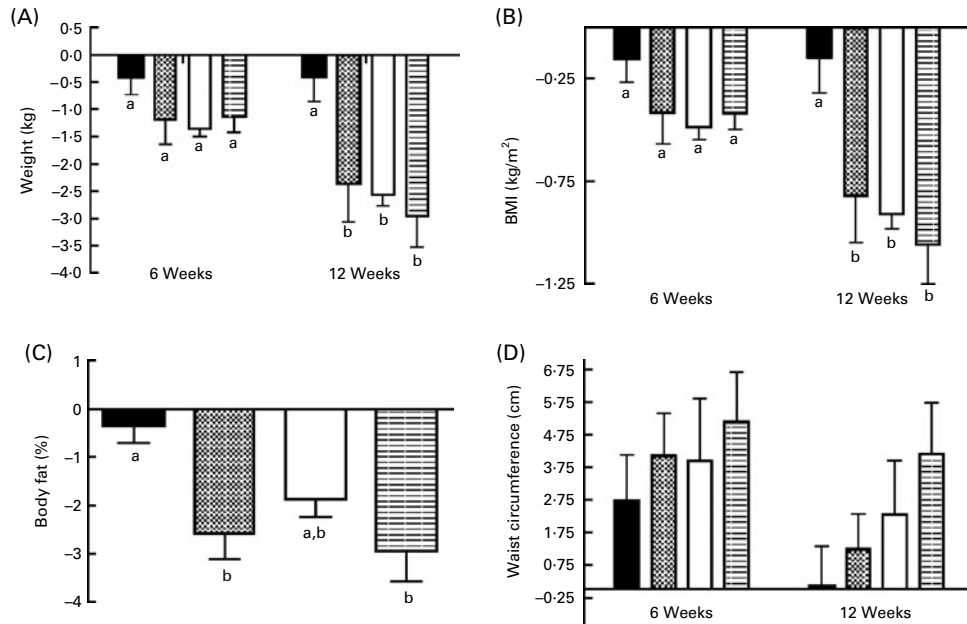 (A)
0·5
0·0
−0·5
−1·0
−1·5
−2·0
−2·5
−3·0
−3·5
−4·0
Weight (kg)
a
a
a
a
a
b
b
b
6 Weeks
12 Weeks
(B)
−0·25
−0·75
−1·25
BMI (kg/m²)
a
a
a
a
a
b
b
b
6 Weeks
12 Weeks
(C)
1
0
−1
−2
−3
−4
Body fat (%)
a
b
a,b
b
(D)
6·75
5·75
4·75
3·75
2·75
1·75
0·75
−0·25
Waist circumference (cm)
6 Weeks
12 Weeks